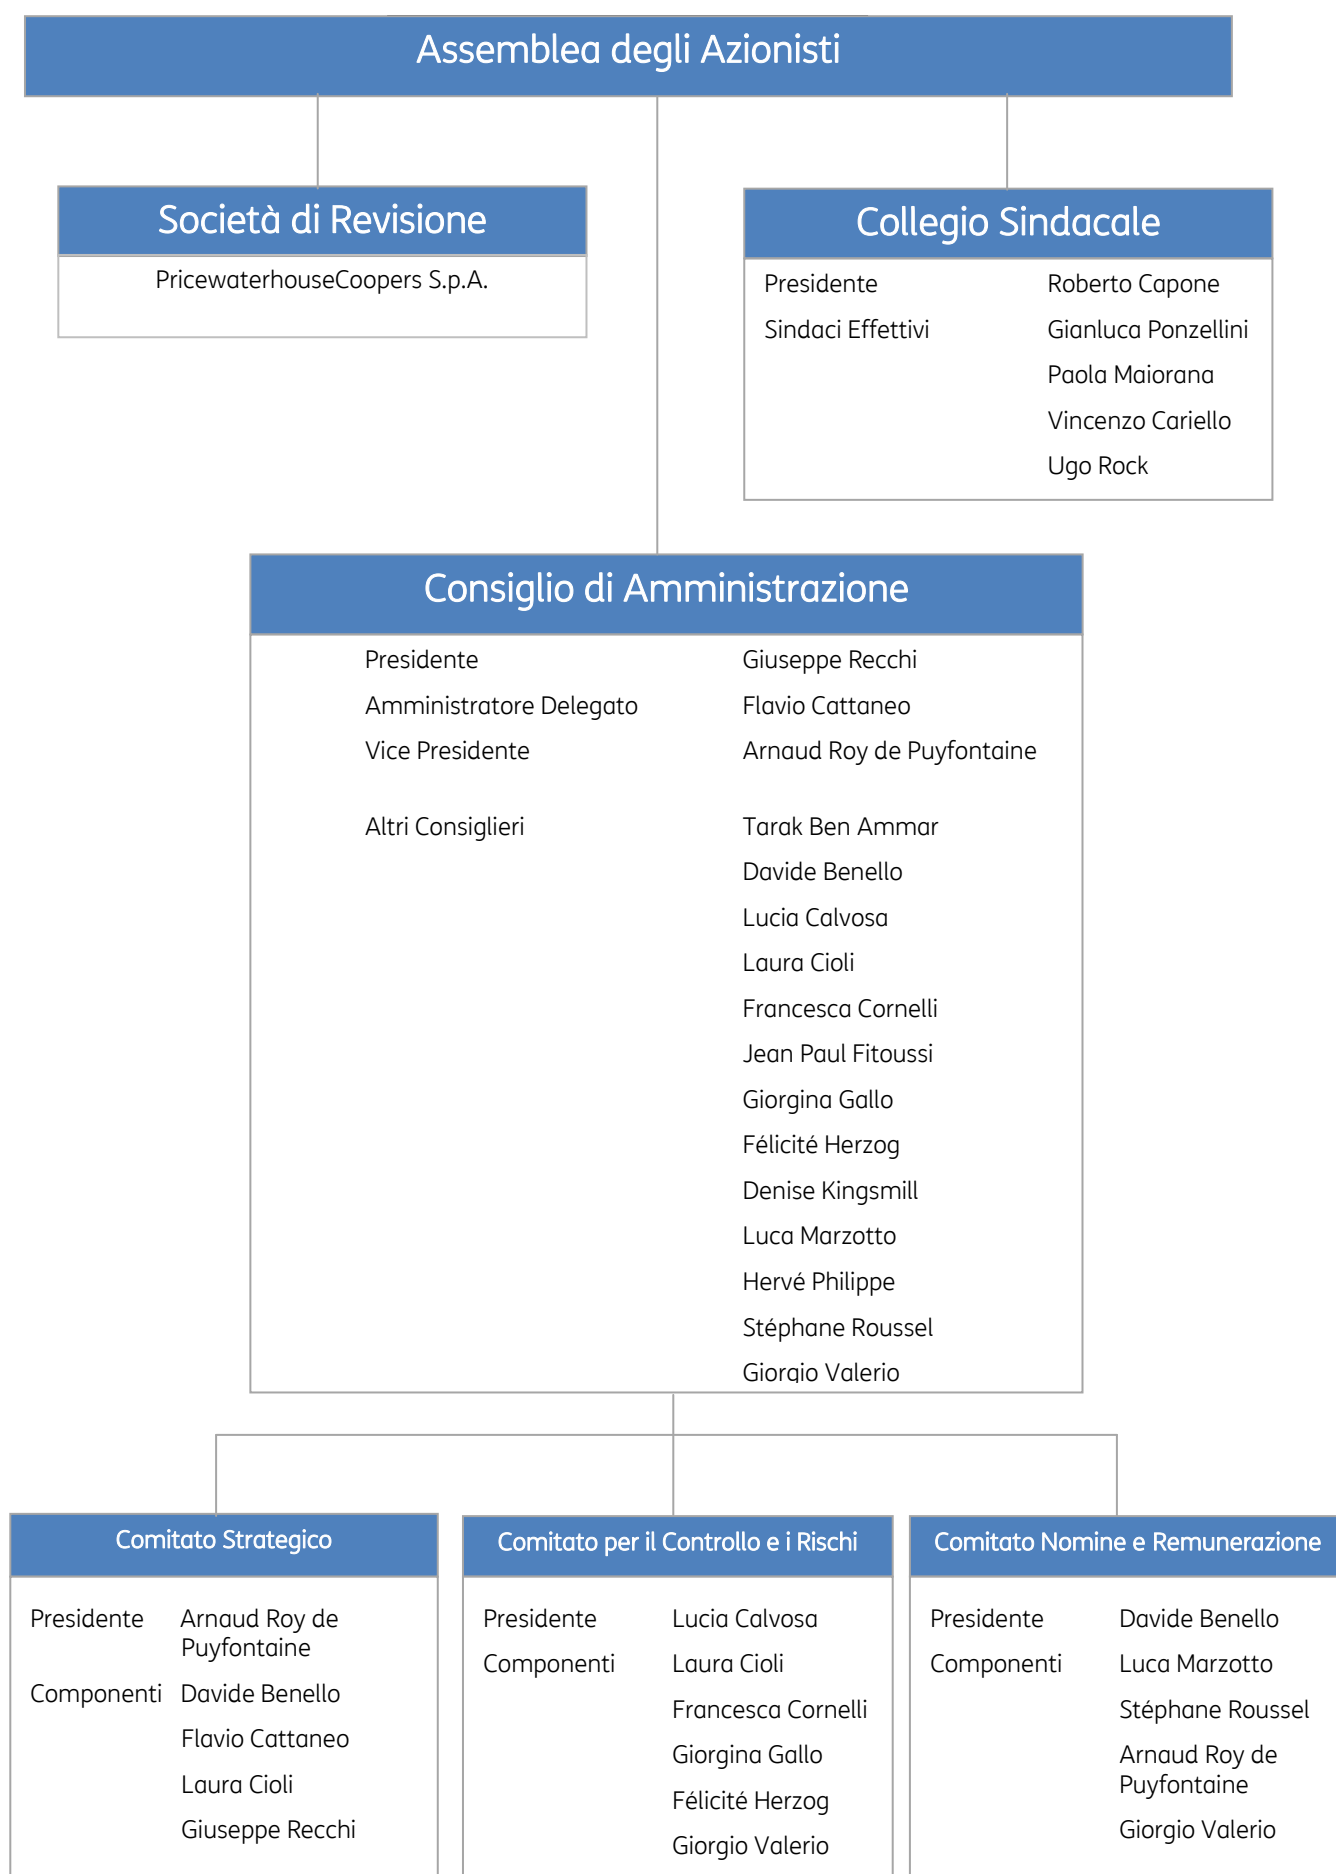 Assemblea degli Azionisti
Società di Revisione
PricewaterhouseCoopers S.p.A.
Collegio Sindacale
Presidente Roberto Capone
Sindaci Effettivi Gianluca Ponzellini
Paola Maiorana
Vincenzo Cariello
Ugo Rock
Consiglio di Amministrazione
Presidente Giuseppe Recchi
Amministratore Delegato Flavio Cattaneo
Vice Presidente Arnaud Roy de Puyfontaine
Altri Consiglieri Tarak Ben Ammar
Davide Benello
Lucia Calvosa
Laura Cioli
Francesca Cornelli
Jean Paul Fitoussi
Giorgina Gallo
Félicité Herzog
Denise Kingsmill
Luca Marzotto
Hervé Philippe
Stéphane Roussel
Giorgio Valerio
Comitato Strategico
Presidente Arnaud Roy de
Puyfontaine
Componenti Davide Benello
Flavio Cattaneo
Laura Cioli
Giuseppe Recchi
Comitato per il Controllo e i Rischi
Presidente Lucia Calvosa
Componenti Laura Cioli
Francesca Cornelli
Giorgina Gallo
Félicité Herzog
Giorgio Valerio
Comitato Nomine e Remunerazione
Presidente Davide Benello
Componenti Luca Marzotto
Stéphane Roussel
Arnaud Roy de
Puyfontaine
Giorgio Valerio